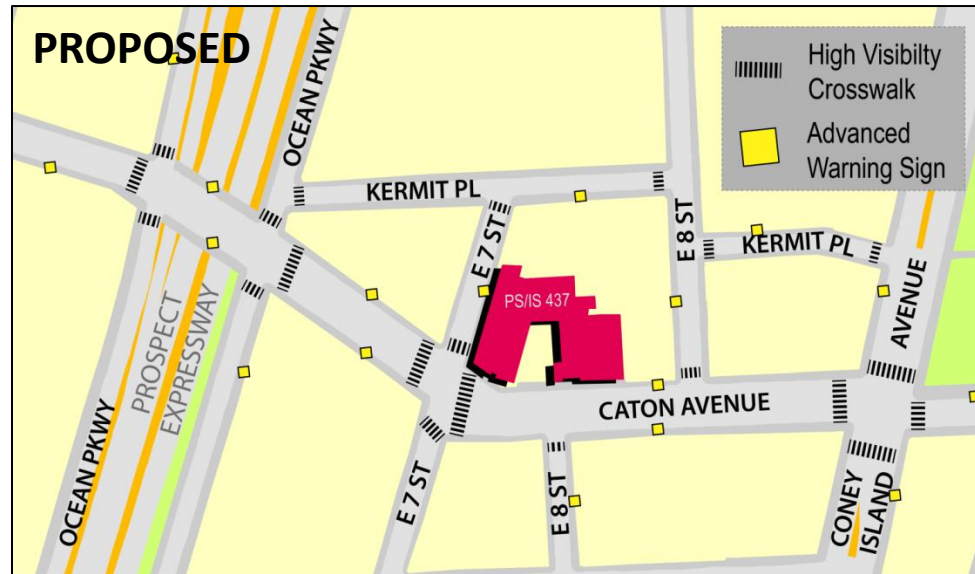 PROPOSED
High Visibilty
Crosswalk
Advanced
Warning Sign
OCEAN PKWY
KERMIT PL
E 7 ST
E 8 ST
KERMIT PL
PS/IS 437
AVENUE
PROSPECT
EXPRESSWAY
OCEAN PKWY
CATON AVENUE
E 7 ST
E 8 ST
CONEY
ISLAND